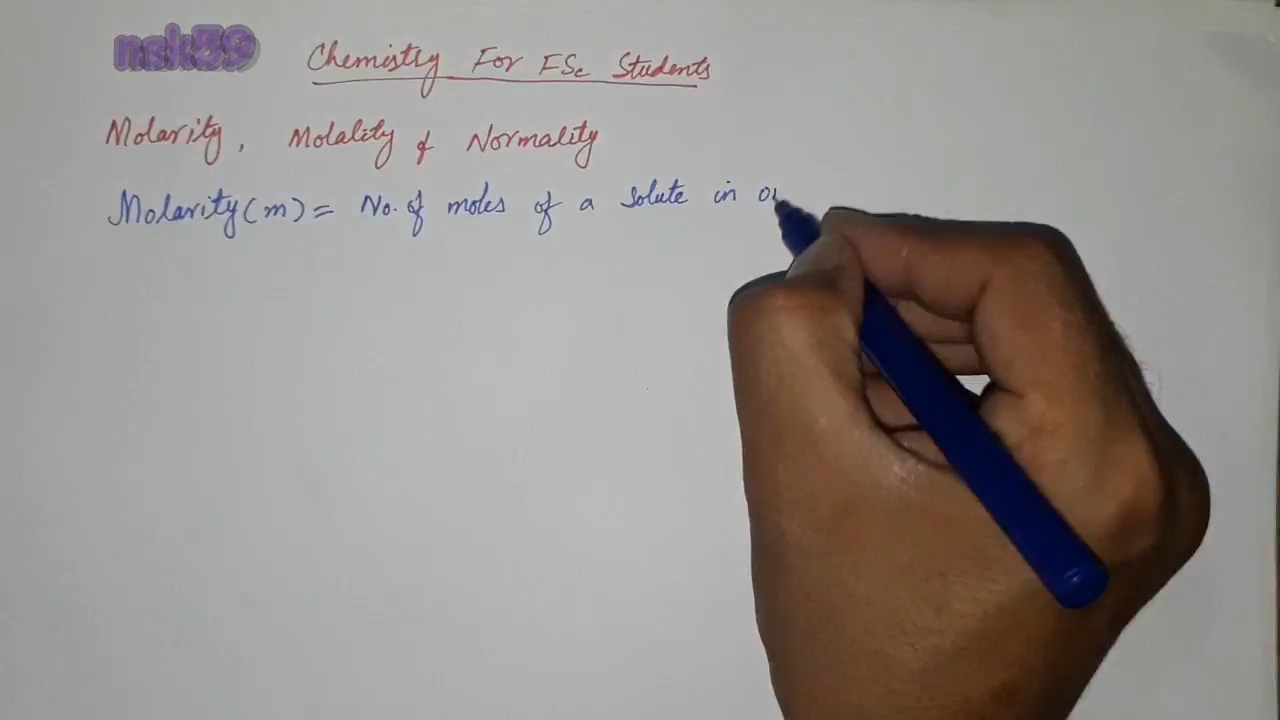 nsk59
Chemistry For FSc Students
Molarity, Molality & Normality
Molarity (m) = No. of moles of a solute in